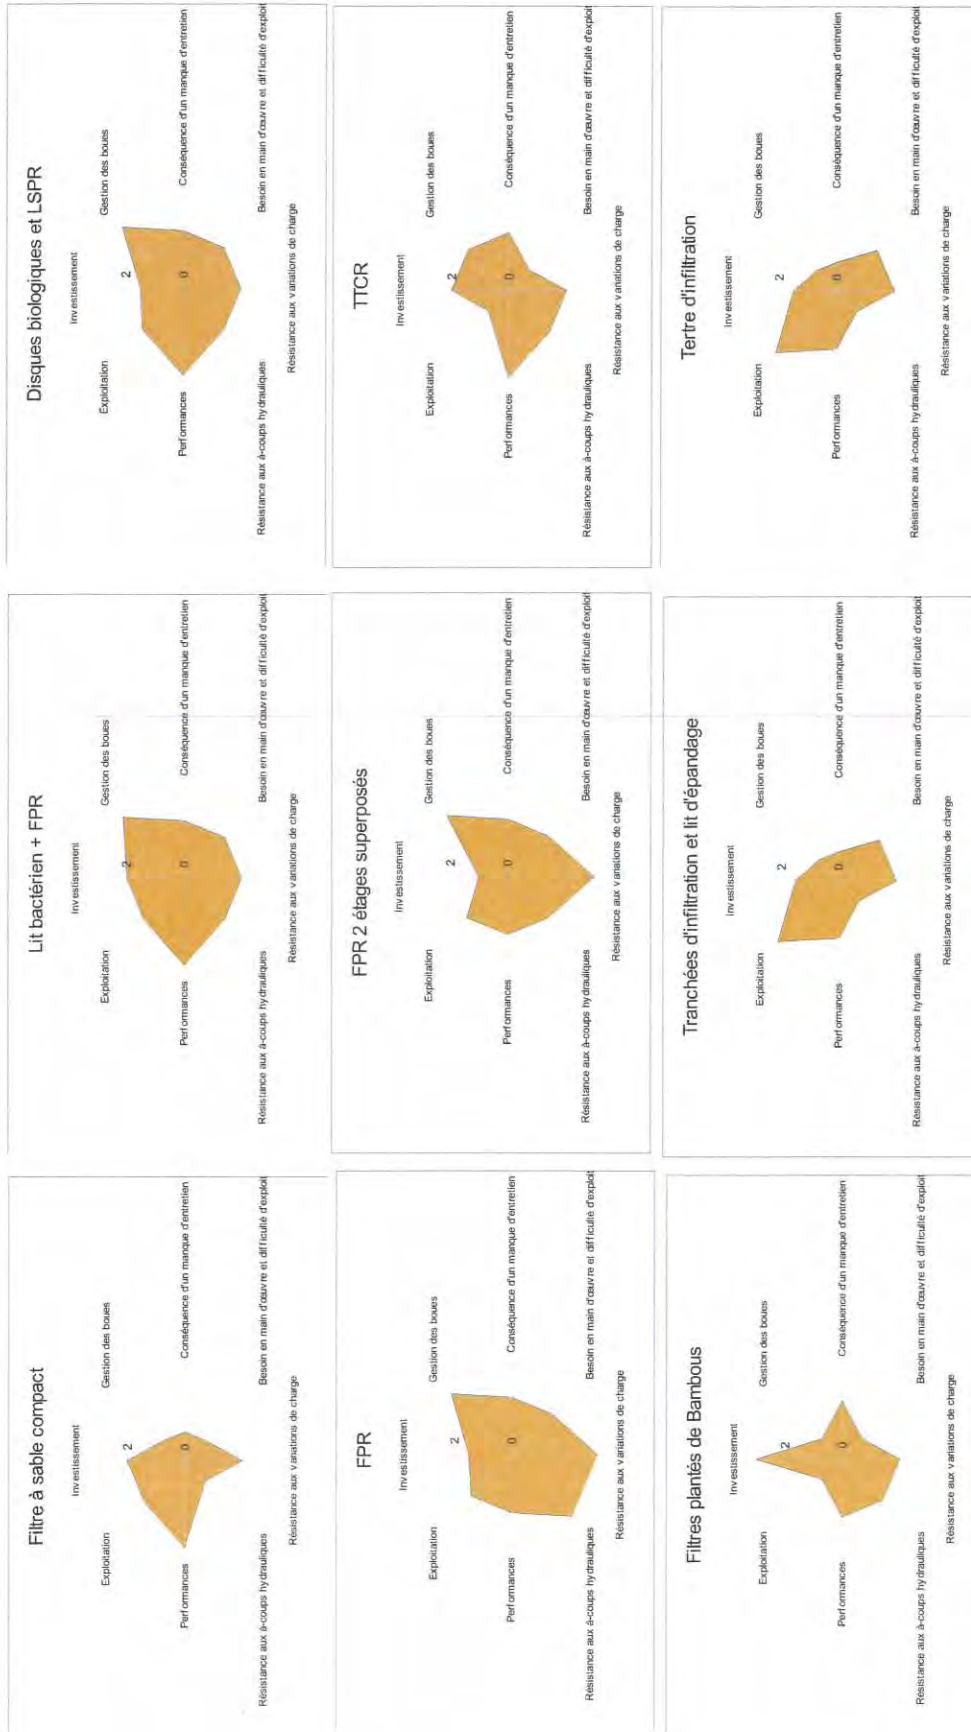 Filtre à sable compact
Investissement
Exploitation
2
Gestion des boues
Performances
0
Conséquence d'un manque d'entretien
Résistance aux à-coups hydrauliques
Besoin en main d'œuvre et difficulté d'exploit
Résistance aux variations de charge
Lit bactérien + FPR
Investissement
Exploitation
2
Gestion des boues
Performances
0
Conséquence d'un manque d'entretien
Résistance aux à-coups hydrauliques
Besoin en main d'œuvre et difficulté d'exploit
Résistance aux variations de charge
Disques biologiques et LSPR
Investissement
Exploitation
2
Gestion des boues
Performances
0
Conséquence d'un manque d'entretien
Résistance aux à-coups hydrauliques
Besoin en main d'œuvre et difficulté d'exploit
Résistance aux variations de charge
FPR
Investissement
Exploitation
2
Gestion des boues
Performances
0
Conséquence d'un manque d'entretien
Résistance aux à-coups hydrauliques
Besoin en main d'œuvre et difficulté d'exploit
Résistance aux variations de charge
FPR 2 étages superposés
Investissement
Exploitation
2
Gestion des boues
Performances
0
Conséquence d'un manque d'entretien
Résistance aux à-coups hydrauliques
Besoin en main d'œuvre et difficulté d'exploit
Résistance aux variations de charge
TTCR
Investissement
Exploitation
2
Gestion des boues
Performances
0
Conséquence d'un manque d'entretien
Résistance aux à-coups hydrauliques
Besoin en main d'œuvre et difficulté d'exploit
Résistance aux variations de charge
Filtres plantés de Bambous
Investissement
Exploitation
2
Gestion des boues
Performances
0
Conséquence d'un manque d'entretien
Résistance aux à-coups hydrauliques
Besoin en main d'œuvre et difficulté d'exploit
Résistance aux variations de charge
Tranchées d'infiltration et lit d'épandage
Investissement
Exploitation
2
Gestion des boues
Performances
0
Conséquence d'un manque d'entretien
Résistance aux à-coups hydrauliques
Besoin en main d'œuvre et difficulté d'exploit
Résistance aux variations de charge
Tertre d'infiltration
Investissement
Exploitation
2
Gestion des boues
Performances
0
Conséquence d'un manque d'entretien
Résistance aux à-coups hydrauliques
Besoin en main d'œuvre et difficulté d'exploit
Résistance aux variations de charge